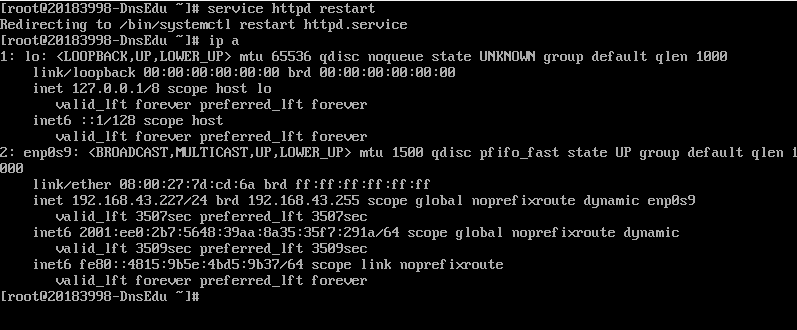 [root@20183998-DnsEdu ~]# service httpd restart
Redirecting to /bin/systemctl restart httpd.service
[root@20183998-DnsEdu ~]# ip a
1: lo: <LOOPBACK,UP,LOWER_UP> mtu 65536 qdisc noqueue state UNKNOWN group default qlen 1000
    link/loopback 00:00:00:00:00:00 brd 00:00:00:00:00:00
    inet 127.0.0.1/8 scope host lo
       valid_lft forever preferred_lft forever
    inet6 ::1/128 scope host
       valid_lft forever preferred_lft forever
2: enp0s9: <BROADCAST,MULTICAST,UP,LOWER_UP> mtu 1500 qdisc pfifo_fast state UP group default qlen 1
000
    link/ether 08:00:27:7d:cd:6a brd ff:ff:ff:ff:ff:ff
    inet 192.168.43.227/24 brd 192.168.43.255 scope global noprefixroute dynamic enp0s9
       valid_lft 3507sec preferred_lft 3507sec
    inet6 2001:ee0:2b7:5648:39aa:8a35:35f7:291a/64 scope global noprefixroute dynamic
       valid_lft 3509sec preferred_lft 3509sec
    inet6 fe80::4815:9b5e:4bd5:9b37/64 scope link noprefixroute
       valid_lft forever preferred_lft forever
[root@20183998-DnsEdu ~]#